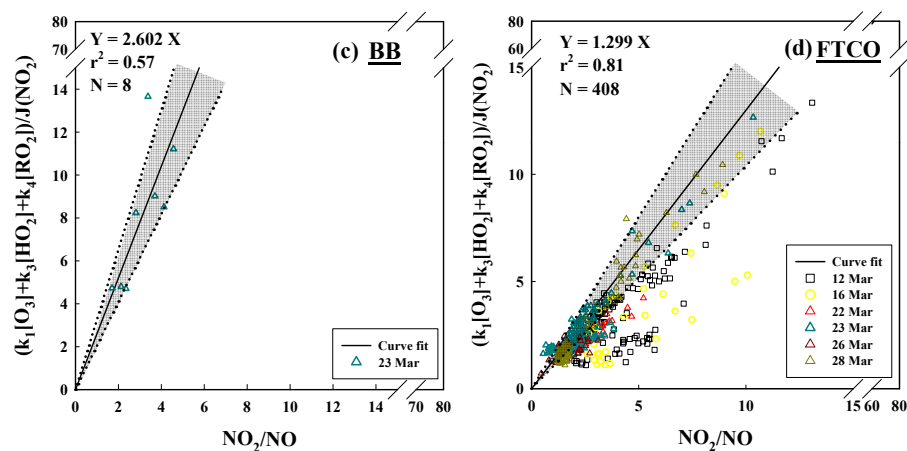 (k₁[O₃]+k₃[HO₂]+k₄[RO₂])/J(NO₂)
80
70
14
12
10
8
6
4
2
0
Y = 2.602 X
r² = 0.57
N = 8
(c) BB
Curve fit
23 Mar
0 2 4 6 8 10 12 14 70 80
NO₂/NO
(k₁[O₃]+k₃[HO₂]+k₄[RO₂])/J(NO₂)
80
60
15
10
5
0
Y = 1.299 X
r² = 0.81
N = 408
(d) FTCO
Curve fit
12 Mar
16 Mar
22 Mar
23 Mar
26 Mar
28 Mar
0 5 10 15 60 80
NO₂/NO